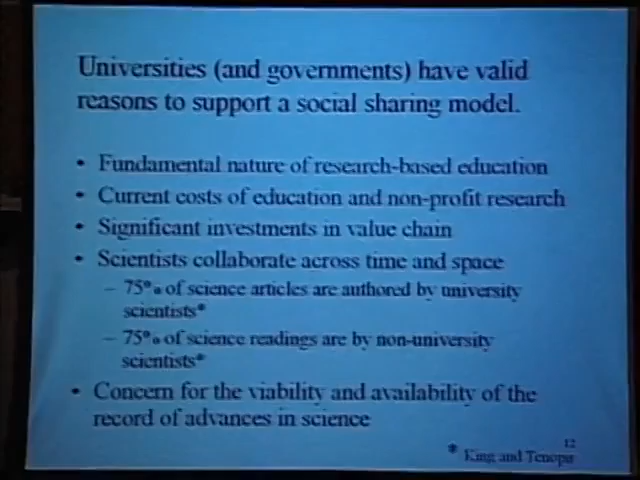 Universities (and governments) have valid
reasons to support a social sharing model.
• Fundamental nature of research-based education
• Current costs of education and non-profit research
• Significant investments in value chain
• Scientists collaborate across time and space
– 75% of science articles are authored by university
scientists*
– 75% of science readings are by non-university
scientists*
• Concern for the viability and availability of the
record of advances in science
12
* King and Tenopir